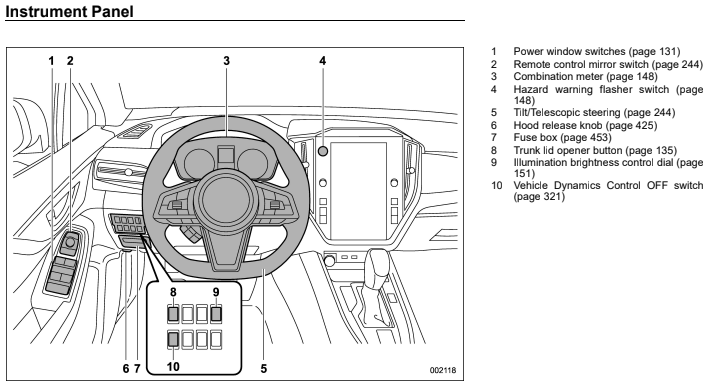 Instrument Panel
1 2 3 4
8 9
10
6 7 5
002118
1 Power window switches (page 131)
2 Remote control mirror switch (page 244)
3 Combination meter (page 148)
4 Hazard warning flasher switch (page
148)
5 Tilt/Telescopic steering (page 244)
6 Hood release knob (page 425)
7 Fuse box (page 453)
8 Trunk lid opener button (page 135)
9 Illumination brightness control dial (page
151)
10 Vehicle Dynamics Control OFF switch
(page 321)